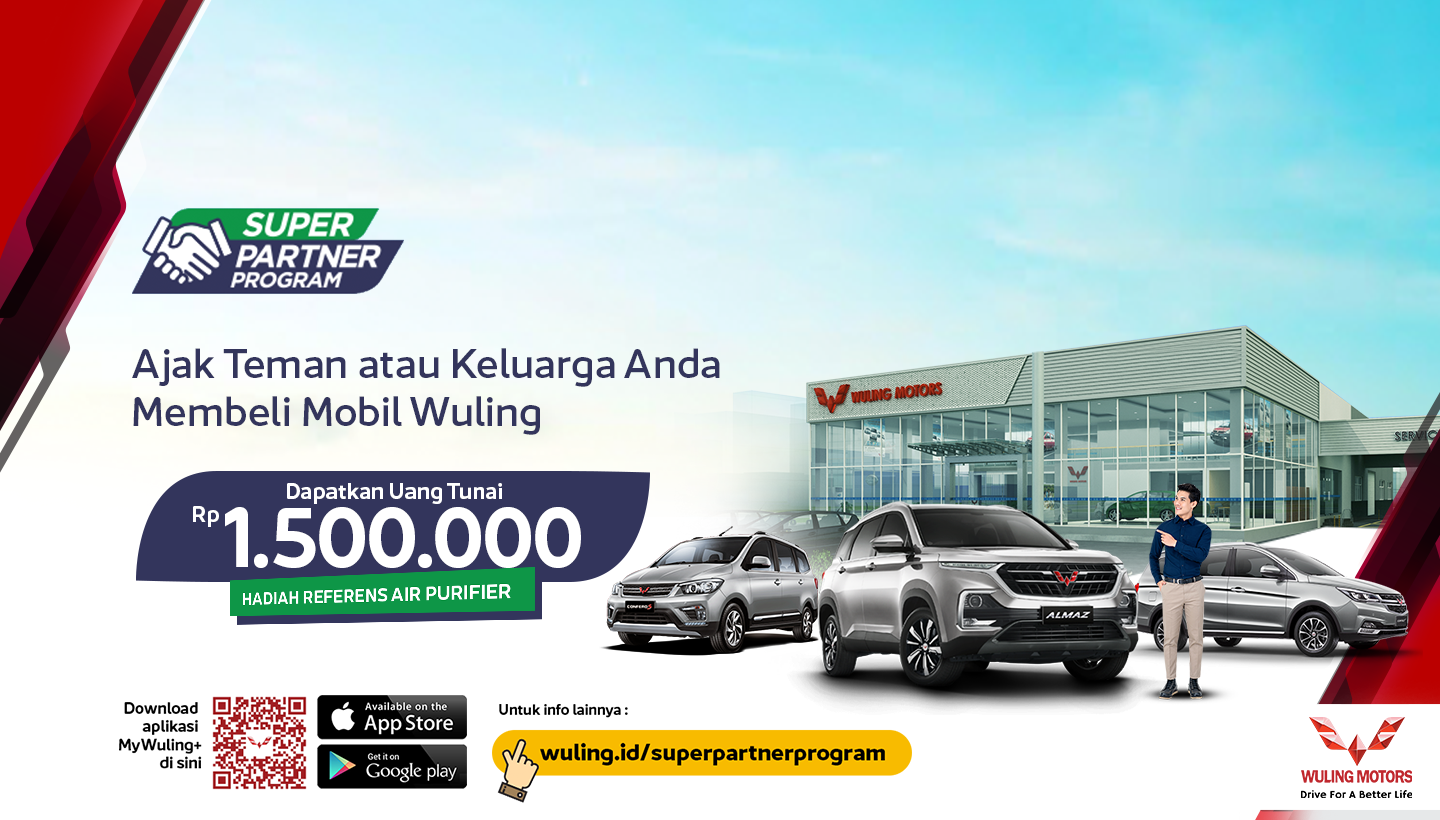 SUPER
PARTNER
PROGRAM
Ajak Teman atau Keluarga Anda
Membeli Mobil Wuling
Dapatkan Uang Tunai
Rp 1.500.000
HADIAH REFERENS AIR PURIFIER
WULING MOTORS
SERVIC
CONFERO S
ALMAZ
Download
aplikasi
MyWuling+
di sini
Available on the
App Store
Get it on
Google play
Untuk info lainnya :
wuling.id/superpartnerprogram
WULING MOTORS
Drive For A Better Life